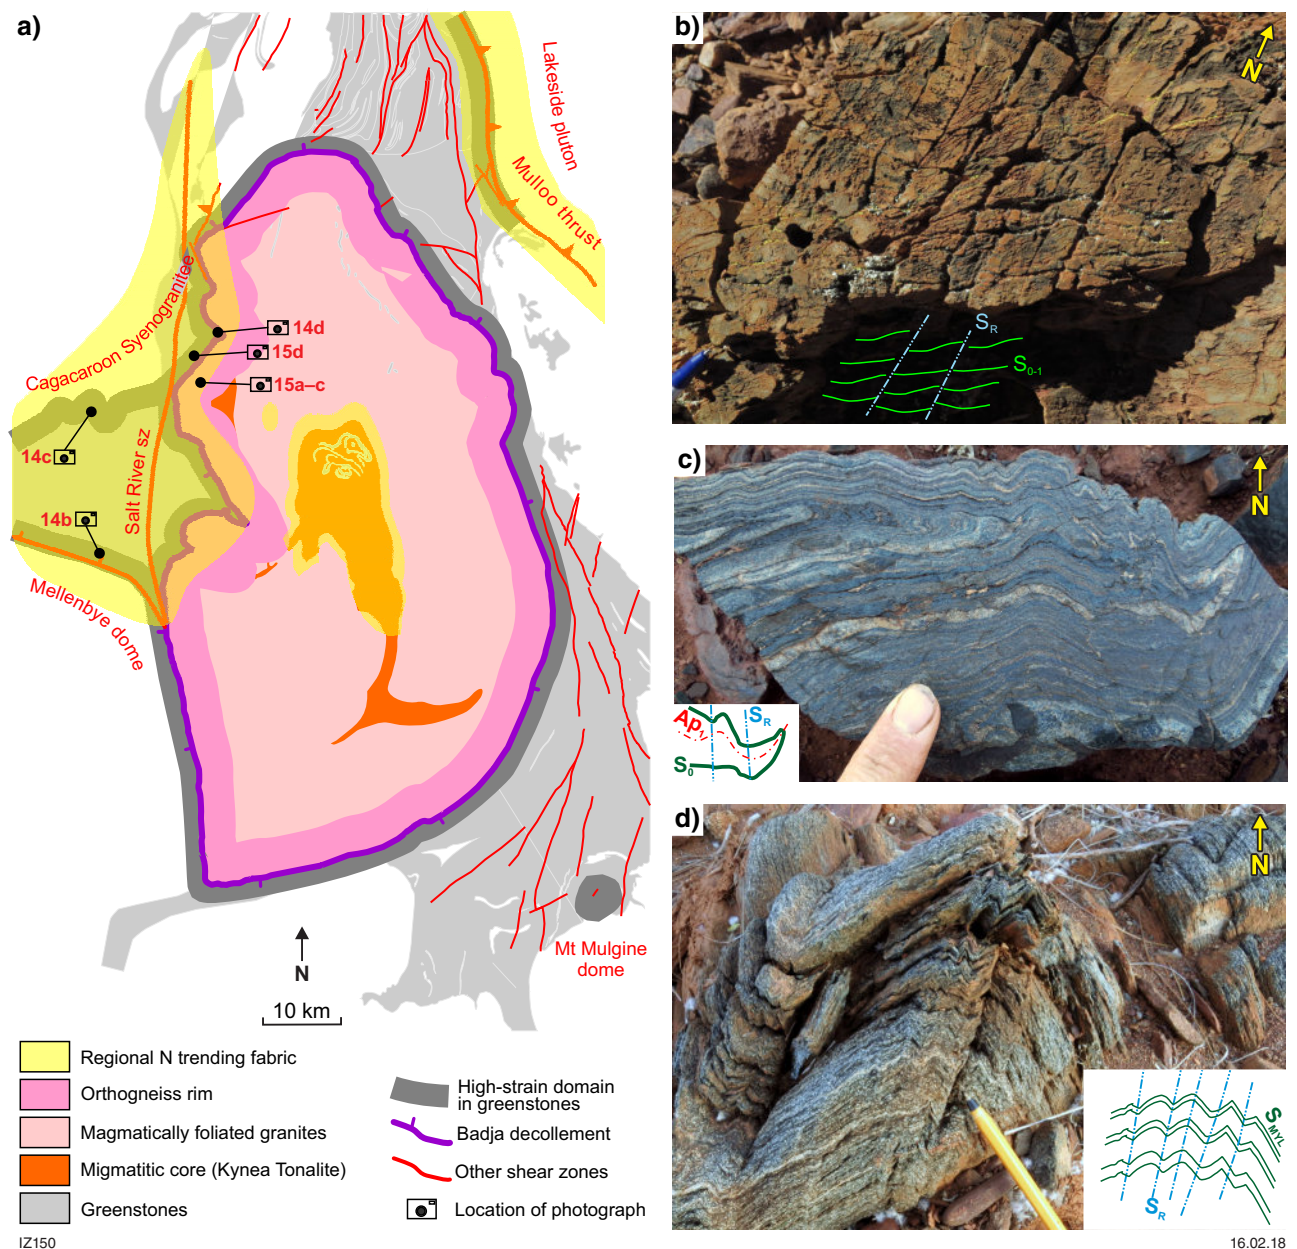 a)
Lakeside pluton
Mulloo thrust
Cagacaroon Syenogranitee
14d
15d
15a–c
14c
Salt River sz
14b
Mellenbye dome
Mt Mulgine
dome
N
10 km
Regional N trending fabric
Orthogneiss rim
Magmatically foliated granites
Migmatitic core (Kynea Tonalite)
Greenstones
High-strain domain
in greenstones
Badja decollement
Other shear zones
Location of photograph
IZ150
b)
N
SR
S0-1
c)
N
Ap1
SR
S0
d)
N
SMYL
SR
16.02.18